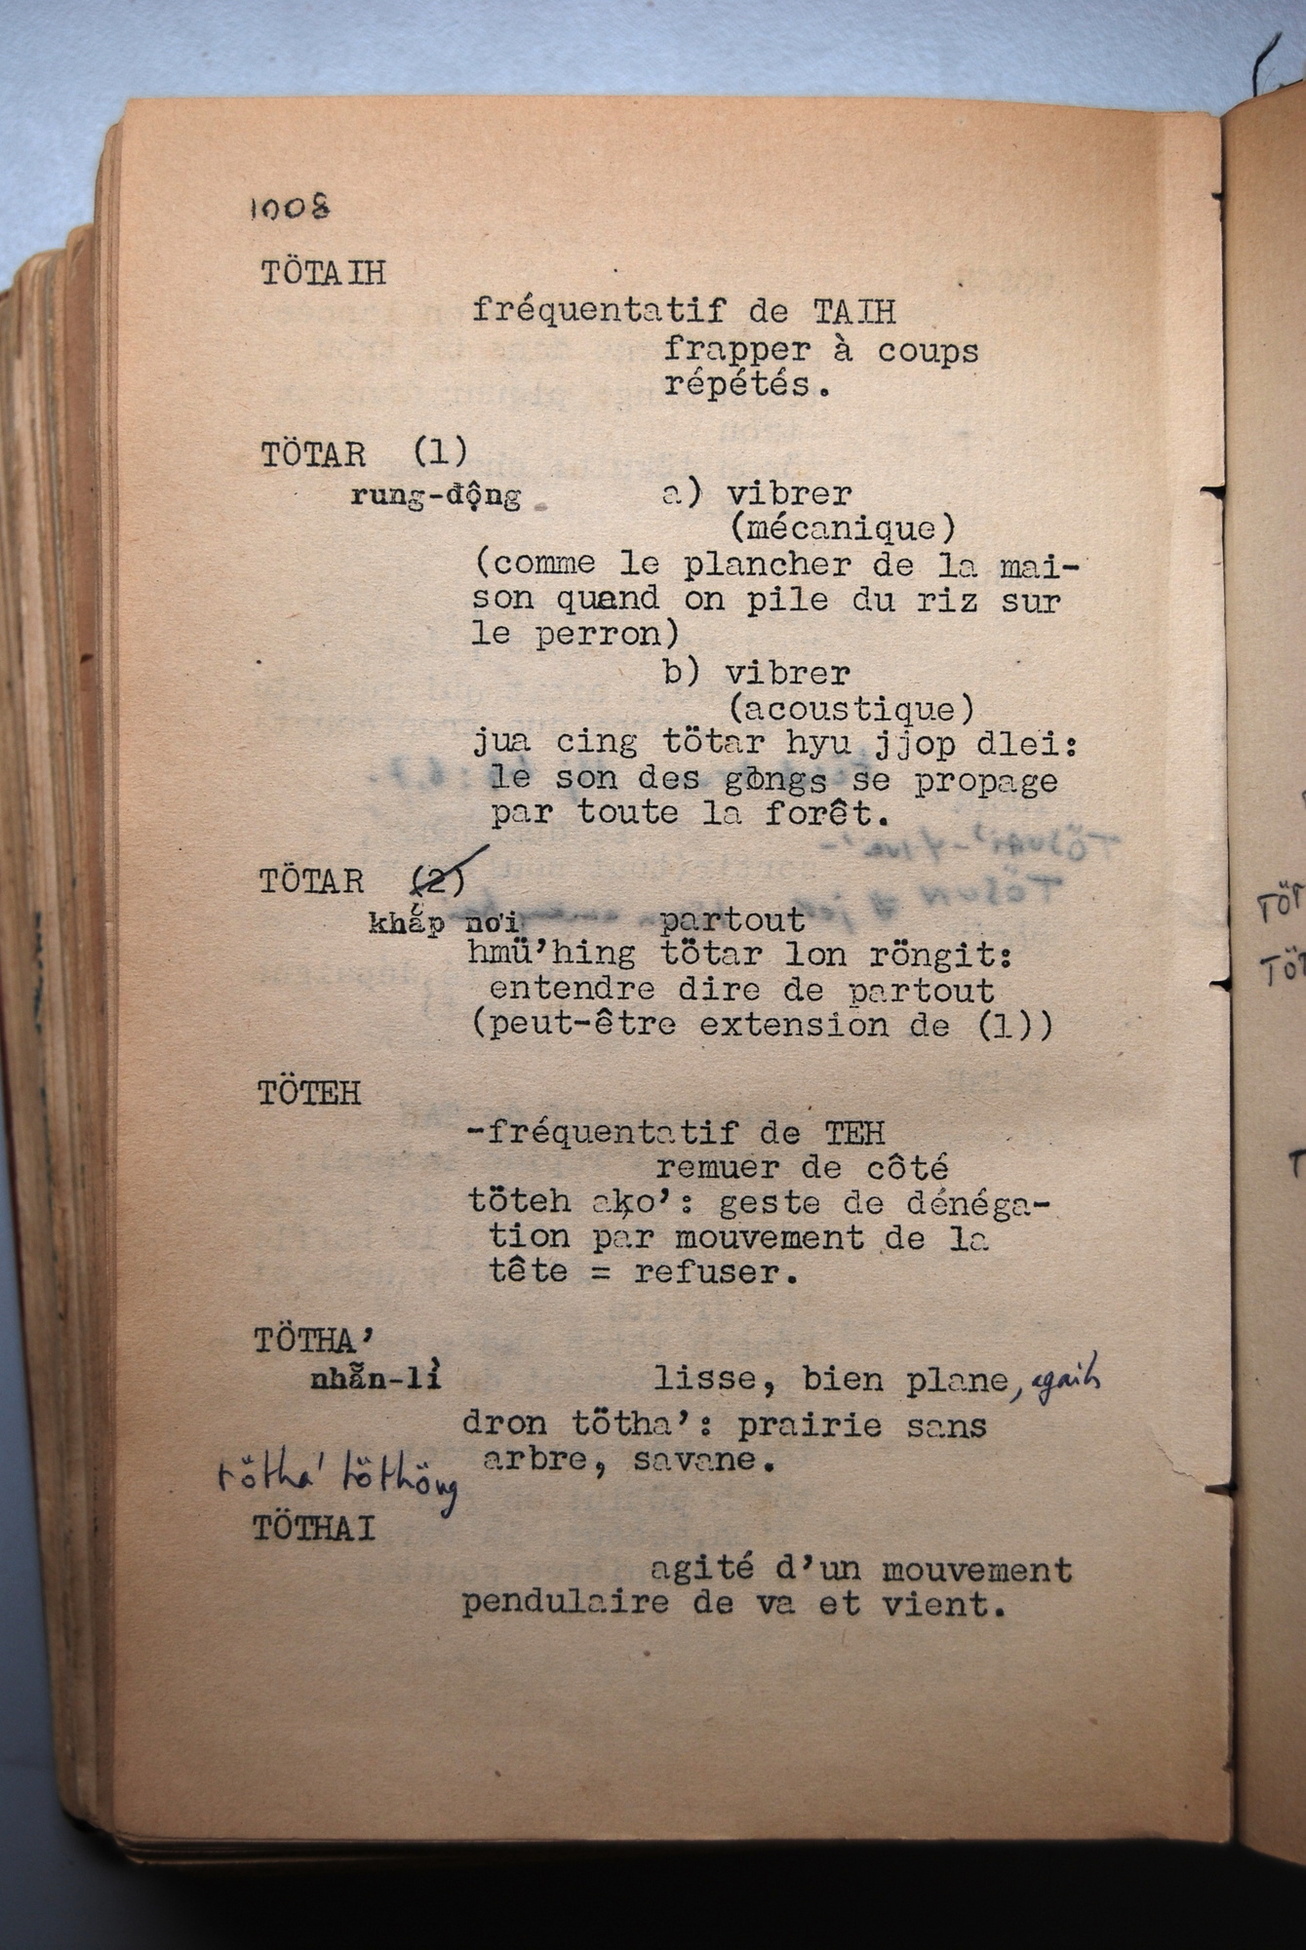 1008
TÖTAIH
fréquentatif de TAIH
frapper à coups
répétés.
TÖTAR (1)
rung-động a) vibrer
(mécanique)
(comme le plancher de la mai-
son quand on pile du riz sur
le perron)
b) vibrer
(acoustique)
jua cing tötar hyu jjop dlei:
le son des gongs se propage
par toute la forêt.
TÖTAR (2)
khắp nơi partout
hmü’hing tötar lon röngit:
entendre dire de partout
(peut-être extension de (1))
TÖTEH
-fréquentatif de TEH
remuer de côté
töteh aḳo’: geste de dénéga-
tion par mouvement de la
tête = refuser.
TÖTHA’
nhẵn-lì lisse, bien plane,
dron tötha’: prairie sans
arbre, savane.
tötha' töthöng
TÖTHAI
agité d’un mouvement
pendulaire de va et vient.